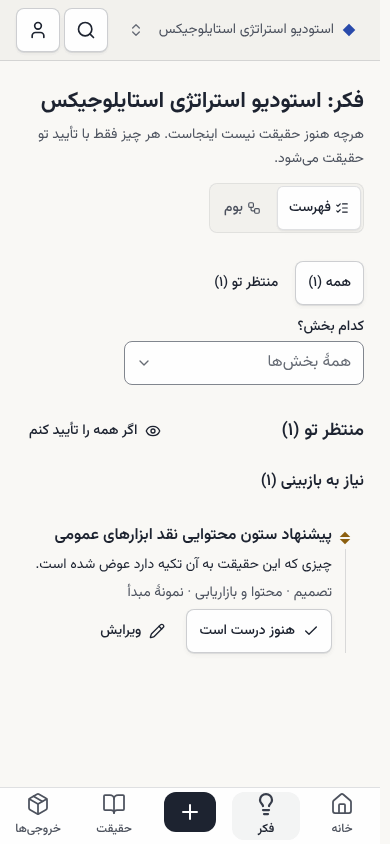 استودیو استراتژی استایلوجیکس
فکر: استودیو استراتژی استایلوجیکس
هرچه هنوز حقیقت نیست اینجاست. هر چیز فقط با تأیید تو
حقیقت می‌شود.
فهرست
بوم
همه (۱)
منتظر تو (۱)
کدام بخش؟
همهٔ بخش‌ها
منتظر تو (۱)
اگر همه را تأیید کنم
نیاز به بازبینی (۱)
پیشنهاد ستون محتوایی نقد ابزارهای عمومی
چیزی که این حقیقت به آن تکیه دارد عوض شده است.
تصمیم · محتوا و بازاریابی · نمونهٔ مبدأ
هنوز درست است
ویرایش
خانه
فکر
حقیقت
خروجی‌ها